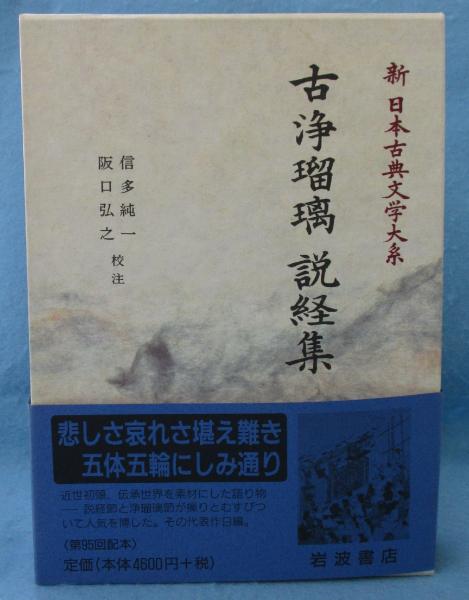 新 日本古典文学大系
古浄瑠璃 説経集
信多純一
阪口弘之
校注
悲しさ哀れさ堪え難き
五体五輪にしみ通り
近世初頭、伝承世界を素材にした語り物
── 説経節と浄瑠璃節が操りとむすびつ
いて人気を博した。その代表作日編。
〈第95回配本〉
定価(本体4600円+税)
岩波書店